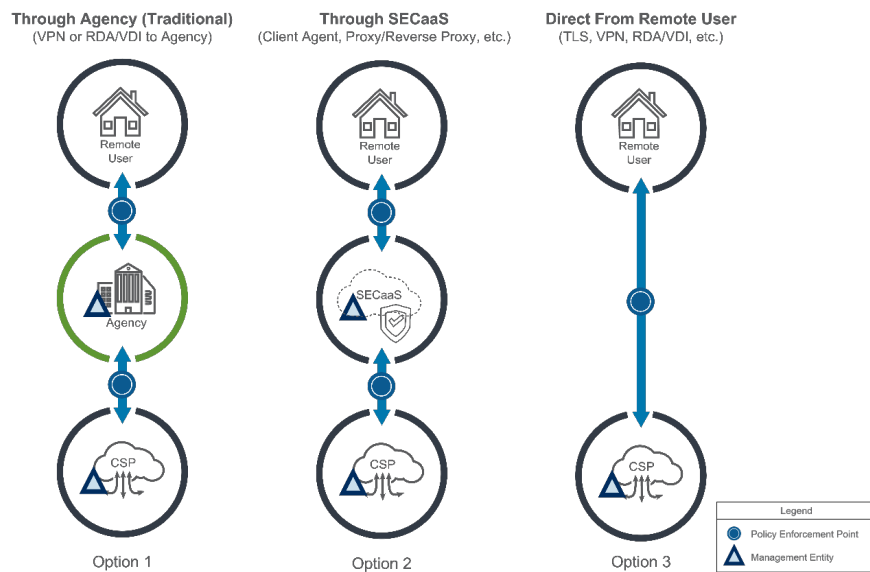 Through Agency (Traditional)
(VPN or RDA/VDI to Agency)
Remote
User
Agency
CSP
Option 1
Through SECaaS
(Client Agent, Proxy/Reverse Proxy, etc.)
Remote
User
SECaaS
CSP
Option 2
Direct From Remote User
(TLS, VPN, RDA/VDI, etc.)
Remote
User
CSP
Option 3
Legend
Policy Enforcement Point
Management Entity